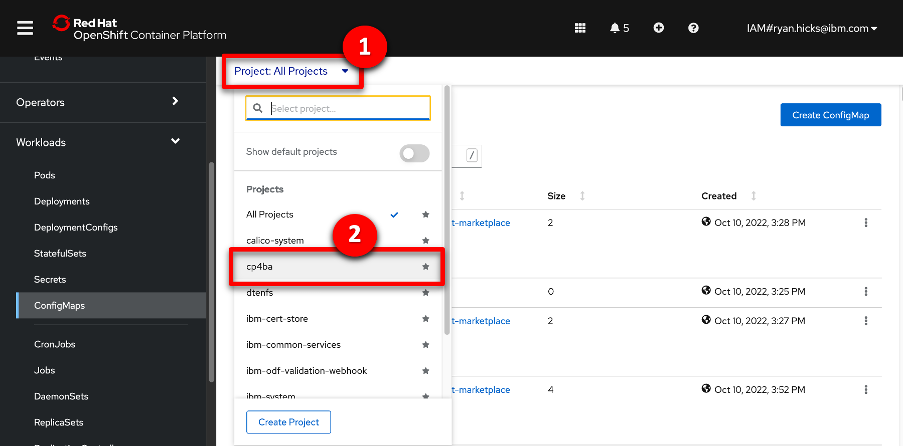 Red Hat
OpenShift Container Platform
5
IAM#ryan.hicks@ibm.com
Events
Operators
Workloads
Pods
Deployments
DeploymentConfigs
StatefulSets
Secrets
ConfigMaps
CronJobs
Jobs
DaemonSets
ReplicaSets
1
Project: All Projects
Select project...
Show default projects
Projects
All Projects
2
calico-system
cp4ba
dtenfs
ibm-cert-store
ibm-common-services
ibm-odf-validation-webhook
ibm-system
Create Project
Create ConfigMap
/
Size Created
t-marketplace 2 Oct 10, 2022, 3:28 PM
0 Oct 10, 2022, 3:25 PM
t-marketplace 2 Oct 10, 2022, 3:27 PM
t-marketplace 4 Oct 10, 2022, 3:52 PM